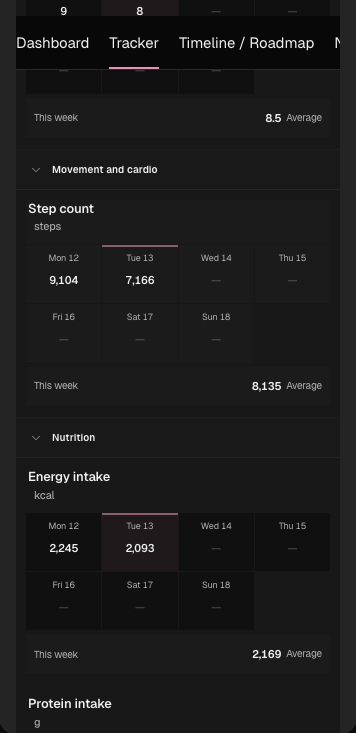 9 8 — —
Dashboard Tracker Timeline / Roadmap
— — —
This week 8.5 Average
Movement and cardio
Step count
steps
Mon 12 Tue 13 Wed 14 Thu 15
9,104 7,166 — —
Fri 16 Sat 17 Sun 18
— — —
This week 8,135 Average
Nutrition
Energy intake
kcal
Mon 12 Tue 13 Wed 14 Thu 15
2,245 2,093 — —
Fri 16 Sat 17 Sun 18
— — —
This week 2,169 Average
Protein intake
g